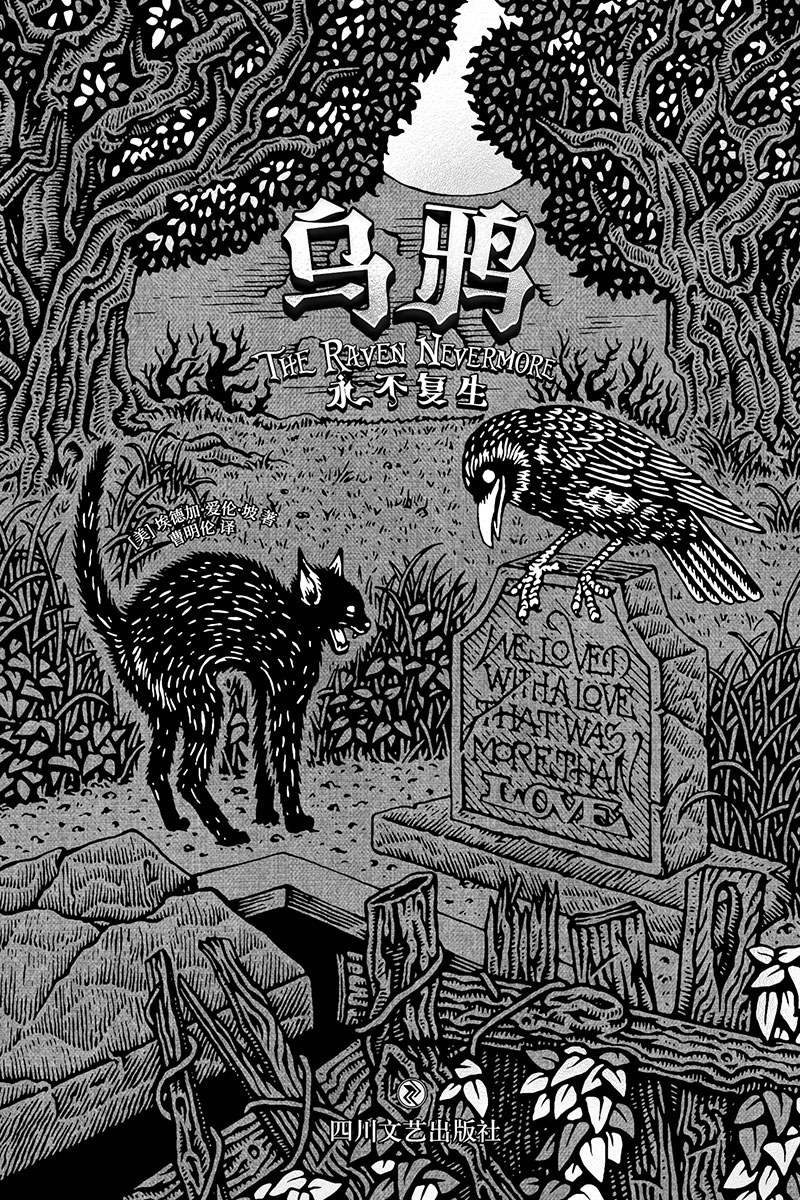 乌鸦
THE RAVEN NEVERMORE
永不复生
[美]埃德加·爱伦·坡 著
曹明伦 译
WE LOVED
WITH A LOVE
THAT WAS
MORE THAN
LOVE
四川文艺出版社